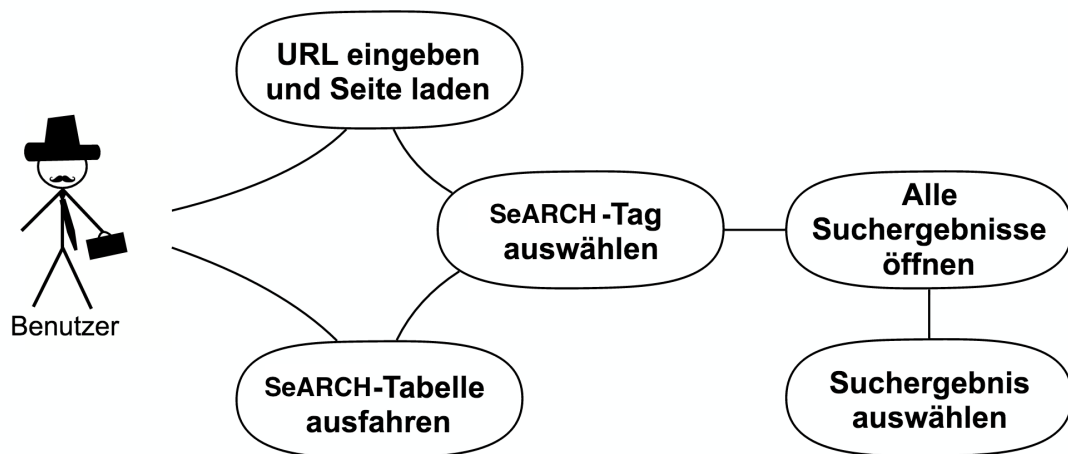 URL eingeben
und Seite laden
SeARCH -Tag
auswählen
Alle
Suchergebnisse
öffnen
Benutzer
SeARCH-Tabelle
ausfahren
Suchergebnis
auswählen